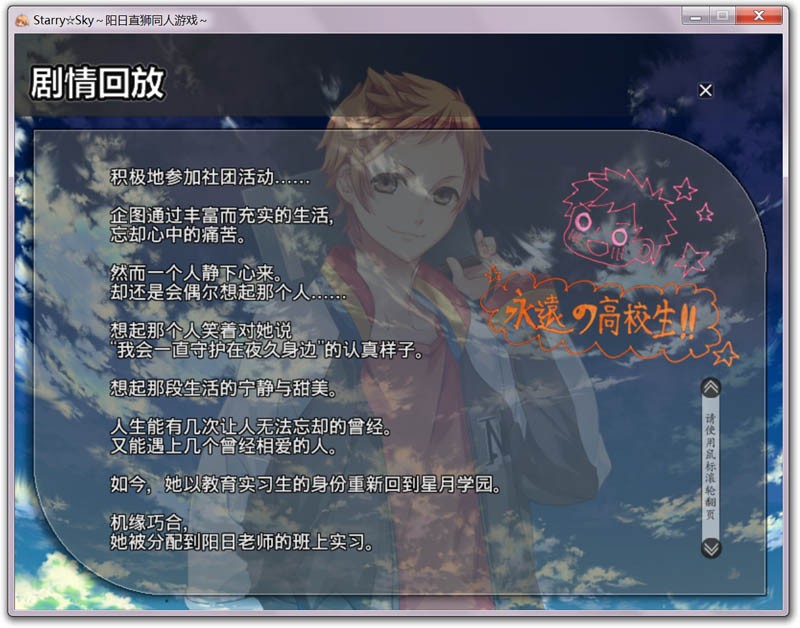 Starry☆Sky～阳日直狮同人游戏～
剧情回放
积极地参加社团活动……
企图通过丰富而充实的生活,
忘却心中的痛苦。
然而一个人静下心来。
却还是会偶尔想起那个人……
想起那个人笑着对她说
“我会一直守护在夜久身边”的认真样子。
想起那段生活的宁静与甜美。
人生能有几次让人无法忘却的曾经。
又能遇上几个曾经相爱的人。
如今，她以教育实习生的身份重新回到星月学园。
机缘巧合,
她被分配到阳日老师的班上实习。
永遠の高校生!!
请使用鼠标滚轮翻页
N